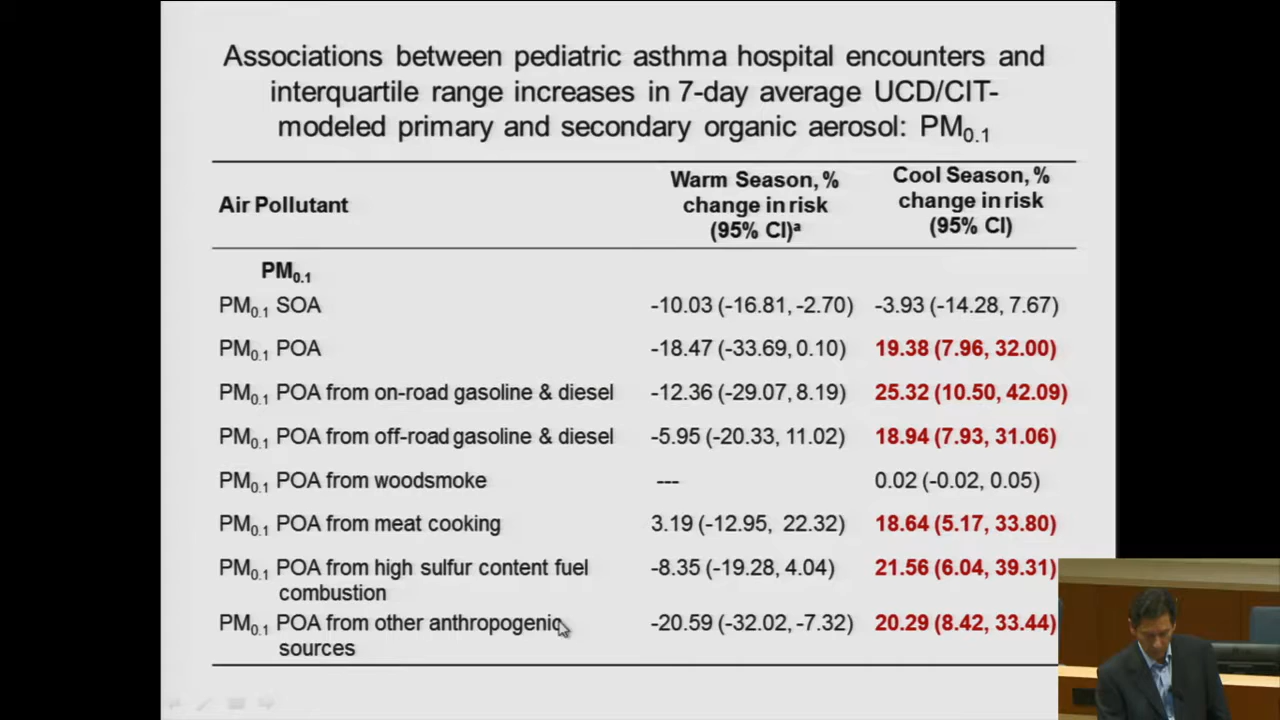 Associations between pediatric asthma hospital encounters and
interquartile range increases in 7-day average UCD/CIT-
modeled primary and secondary organic aerosol: PM0.1
Air Pollutant
Warm Season, %
change in risk
(95% CI)a
Cool Season, %
change in risk
(95% CI)
PM0.1
PM0.1 SOA -10.03 (-16.81, -2.70) -3.93 (-14.28, 7.67)
PM0.1 POA -18.47 (-33.69, 0.10) 19.38 (7.96, 32.00)
PM0.1 POA from on-road gasoline & diesel -12.36 (-29.07, 8.19) 25.32 (10.50, 42.09)
PM0.1 POA from off-road gasoline & diesel -5.95 (-20.33, 11.02) 18.94 (7.93, 31.06)
PM0.1 POA from woodsmoke --- 0.02 (-0.02, 0.05)
PM0.1 POA from meat cooking 3.19 (-12.95, 22.32) 18.64 (5.17, 33.80)
PM0.1 POA from high sulfur content fuel -8.35 (-19.28, 4.04) 21.56 (6.04, 39.31)
combustion
PM0.1 POA from other anthropogenic -20.59 (-32.02, -7.32) 20.29 (8.42, 33.44)
sources